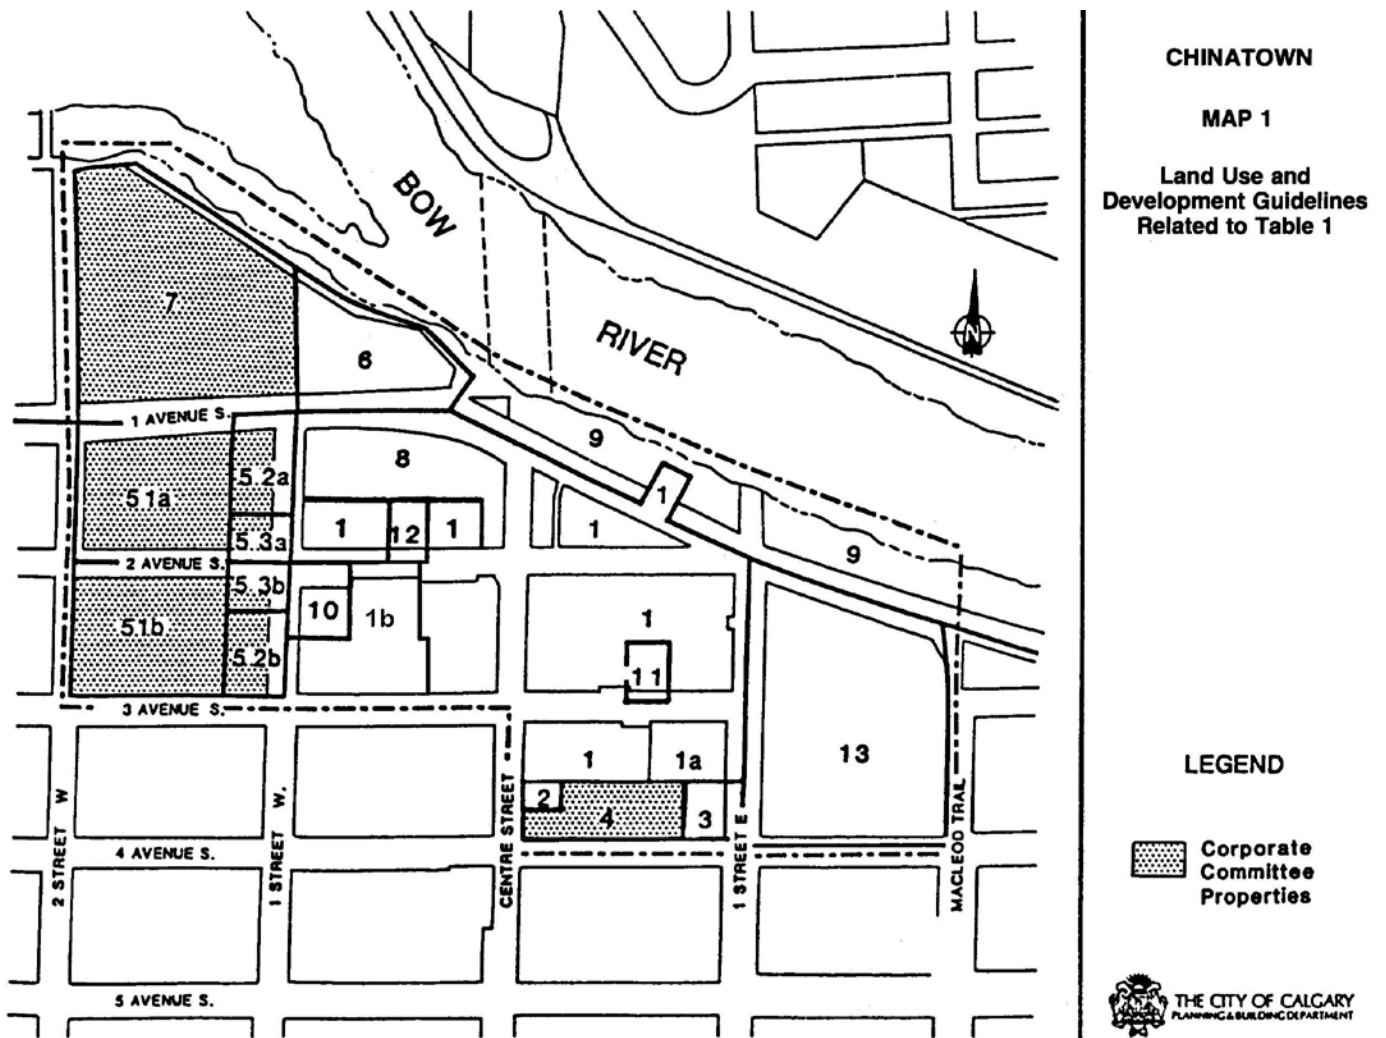 CHINATOWN
MAP 1
Land Use and
Development Guidelines
Related to Table 1
BOW
RIVER
N
7
6
1 AVENUE S.
9
8
5.2a
5.1a
1
1
12
1
1
5.3a
9
2 AVENUE S.
5.3b
10
1b
1
5.1b
11
5.2b
3 AVENUE S.
1
1a
13
2
4
3
2 STREET W
1 STREET W.
CENTRE STREET
1 STREET E
MACLEOD TRAIL
4 AVENUE S.
5 AVENUE S.
LEGEND
Corporate
Committee
Properties
THE CITY OF CALGARY
PLANNING & BUILDING DEPARTMENT